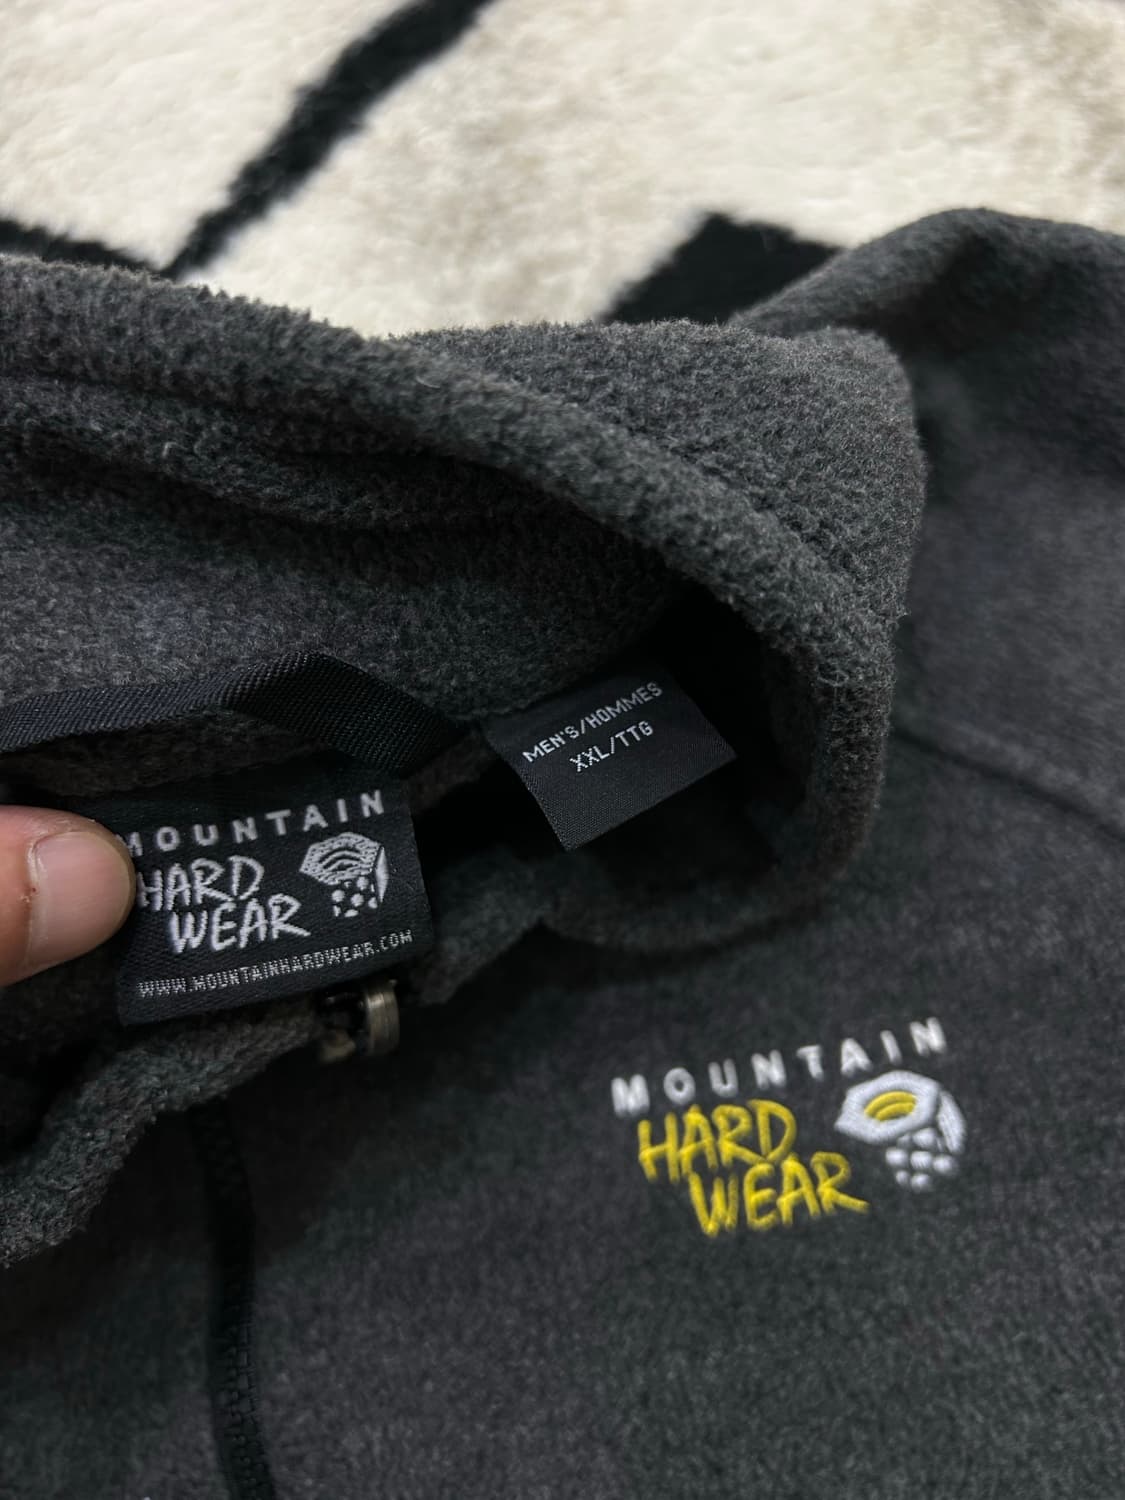 MEN'S/HOMMES
XXL/TTG
MOUNTAIN
HARD
WEAR
WWW.MOUNTAINHARDWEAR.COM
MOUNTAIN
HARD
WEAR